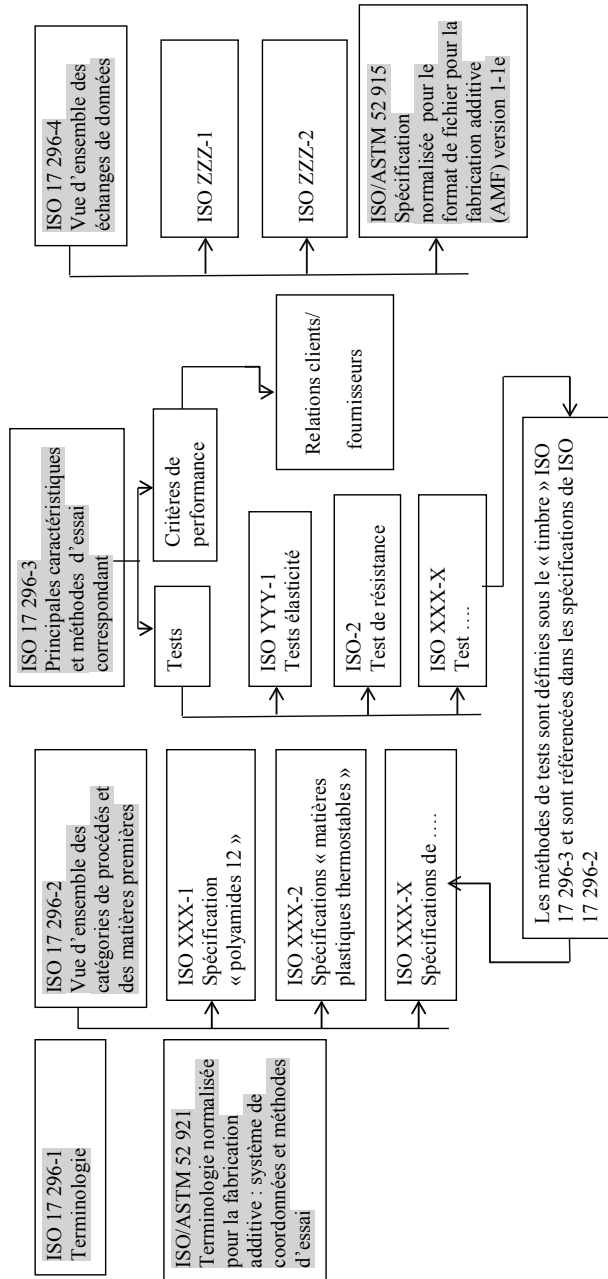 ISO 17 296-1
Terminologie
ISO/ASTM 52 921
Terminologie normalisée
pour la fabrication
additive : système de
coordonnées et méthodes
d’essai
ISO 17 296-2
Vue d’ensemble des
catégories de procédés et
des matières premières
ISO XXX-1
Spécification
« polyamides 12 »
ISO XXX-2
Spécifications « matières
plastiques thermostables »
ISO XXX-X
Spécifications de ….
ISO 17 296-3
Principales caractéristiques
et méthodes d’essai
correspondant
Tests
Critères de
performance
ISO YYY-1
Tests élasticité
ISO-2
Test de résistance
ISO XXX-X
Test ….
Relations clients/
fournisseurs
ISO 17 296-4
Vue d’ensemble des
échanges de données
ISO ZZZ-1
ISO ZZZ-2
ISO/ASTM 52 915
Spécification
normalisée pour le
format de fichier pour la
fabrication additive
(AMF) version 1-1e
Les méthodes de tests sont définies sous le « timbre » ISO
17 296-3 et sont référencées dans les spécifications de ISO
17 296-2